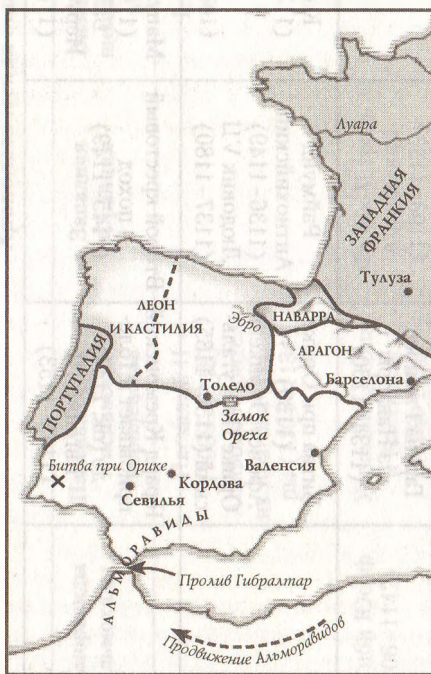 Луара
ЗАПАДНАЯ
ФРАНКИЯ
Тулуза
ЛЕОН
И КАСТИЛИЯ
Эбро
НАВАРРА
АРАГОН
Барселона
ПОРТУГАЛИЯ
Толедо
Замок
Ореха
Битва при Орике
Кордова
Севилья
Валенсия
АЛЬМОРАВИДЫ
Пролив Гибралтар
Продвижение Альморавидов